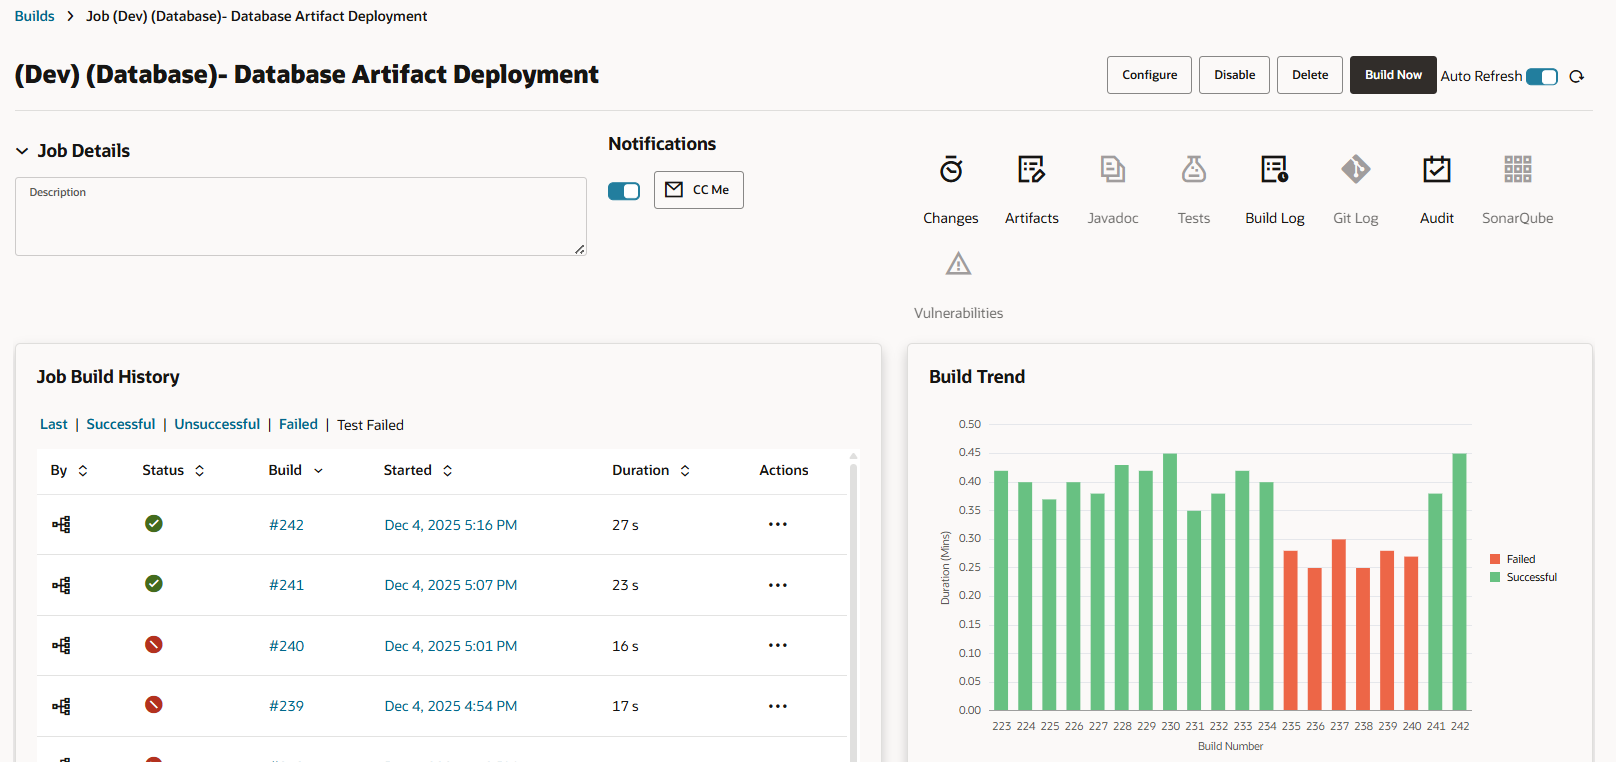 Builds > Job (Dev) (Database)- Database Artifact Deployment
(Dev) (Database)- Database Artifact Deployment
Configure Disable Delete Build Now Auto Refresh
Job Details
Description
Notifications
CC Me
Changes Artifacts Javadoc Tests Build Log Git Log Audit SonarQube
Vulnerabilities
Job Build History
Last | Successful | Unsuccessful | Failed | Test Failed
By Status Build Started Duration Actions
#242 Dec 4, 2025 5:16 PM 27 s
#241 Dec 4, 2025 5:07 PM 23 s
#240 Dec 4, 2025 5:01 PM 16 s
#239 Dec 4, 2025 4:54 PM 17 s
Build Trend
0.50
0.45
0.40
0.35
0.30
0.25
0.20
0.15
0.10
0.05
0.00
Duration (Mins)
223 224 225 226 227 228 229 230 231 232 233 234 235 236 237 238 239 240 241 242
Build Number
Failed
Successful